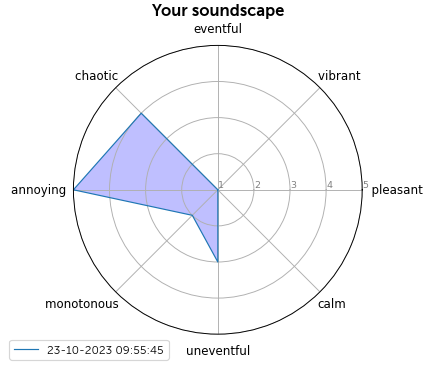 Your soundscape
eventful
chaotic
vibrant
annoying
1
2
3
4
5
pleasant
monotonous
calm
uneventful
23-10-2023 09:55:45